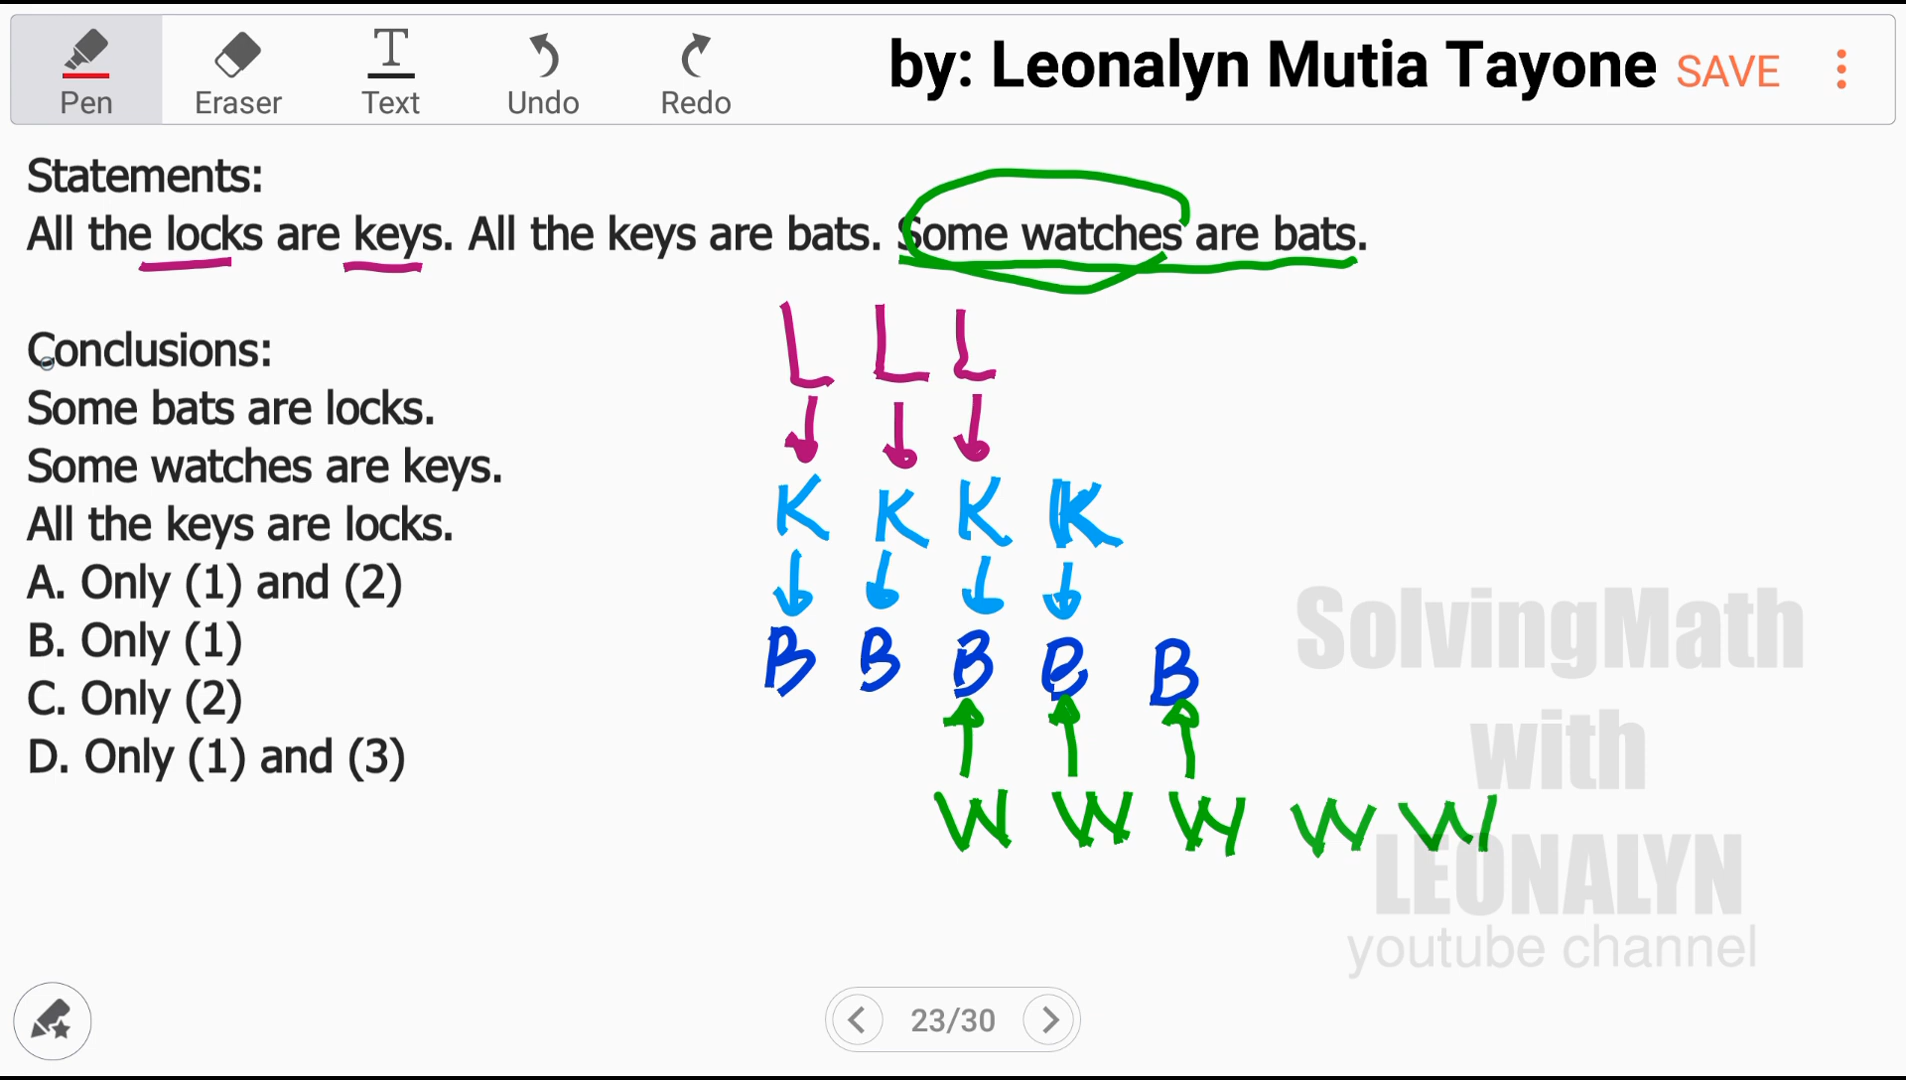 Pen Eraser Text Undo Redo by: Leonalyn Mutia Tayone SAVE
Statements:
All the locks are keys. All the keys are bats. Some watches are bats.
Conclusions:
Some bats are locks.
Some watches are keys.
All the keys are locks.
A. Only (1) and (2)
B. Only (1)
C. Only (2)
D. Only (1) and (3)
L L L
K K K K
B B B B B
W W W W W
SolvingMath
with
LEONALYN
youtube channel
23/30